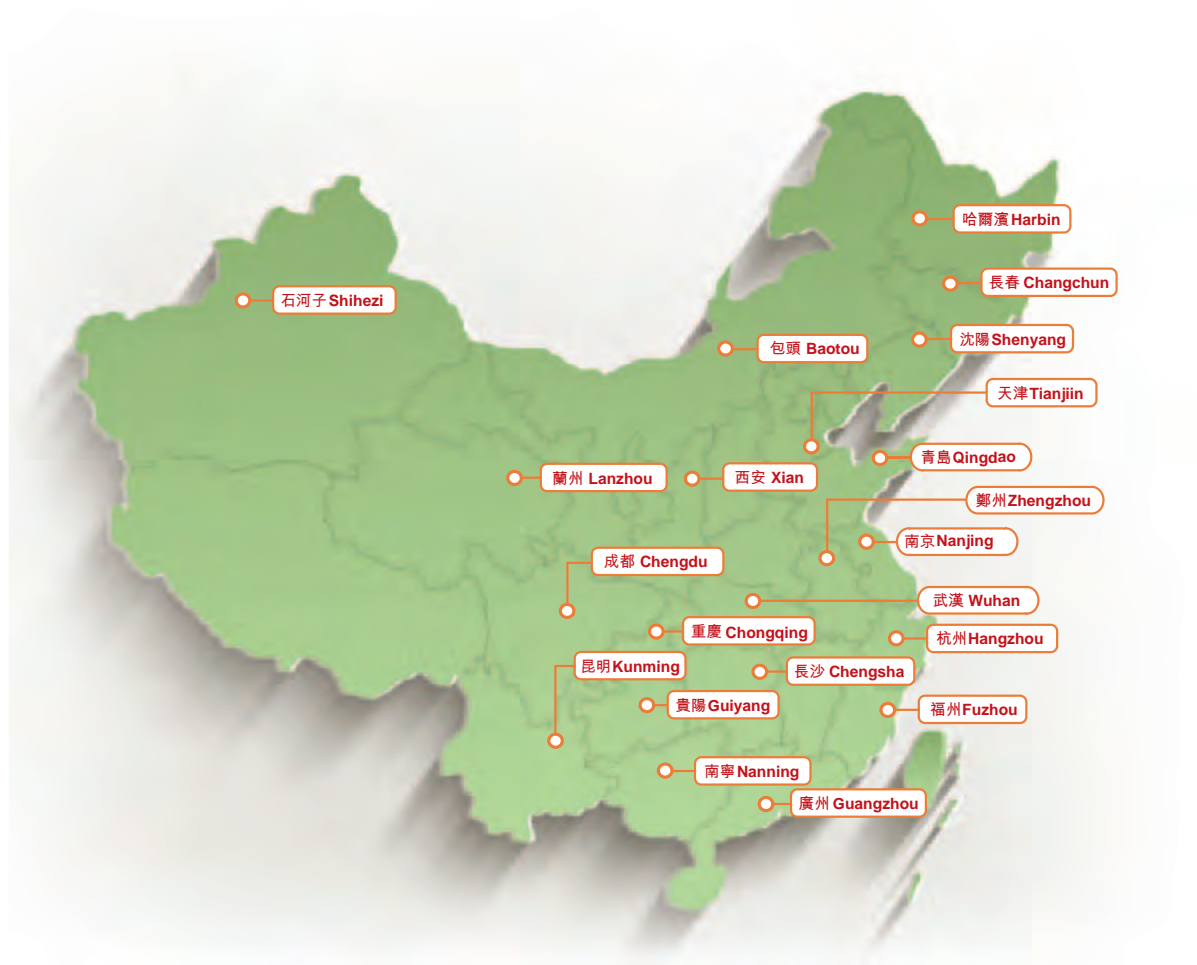 哈爾濱 Harbin
長春 Changchun
石河子 Shihezi
沈陽 Shenyang
包頭 Baotou
天津 Tianjiin
青島 Qingdao
蘭州 Lanzhou
西安 Xian
鄭州 Zhengzhou
南京 Nanjing
成都 Chengdu
武漢 Wuhan
重慶 Chongqing
杭州 Hangzhou
昆明 Kunming
長沙 Chengsha
貴陽 Guiyang
福州 Fuzhou
南寧 Nanning
廣州 Guangzhou